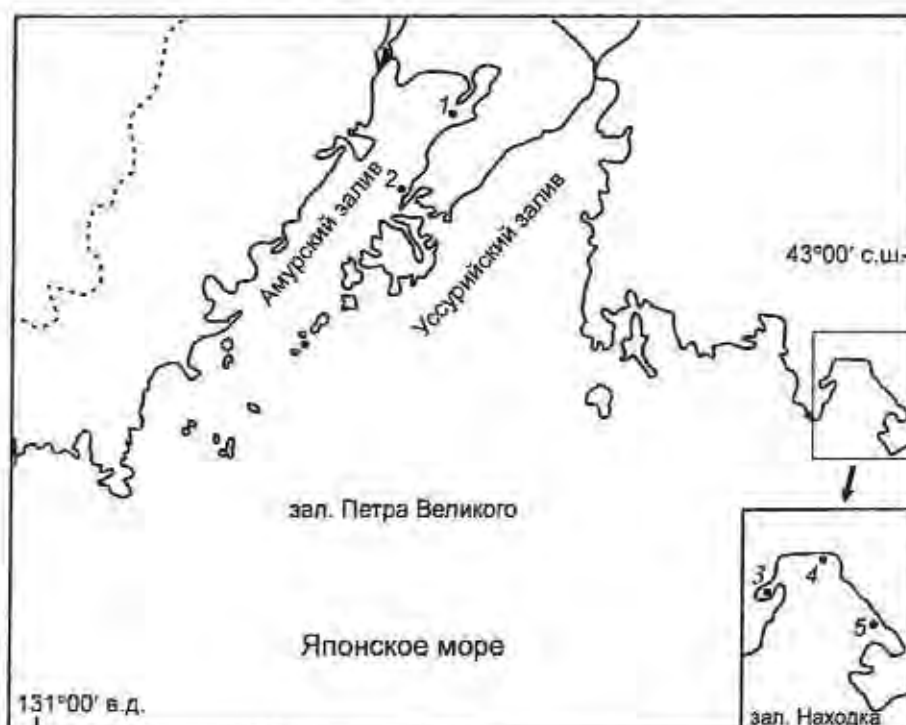 1
2
Амурский залив
Уссурийский залив
43°00′ с.ш.
зал. Петра Великого
3
4
5
Японское море
131°00′ в.д.
зал. Находка